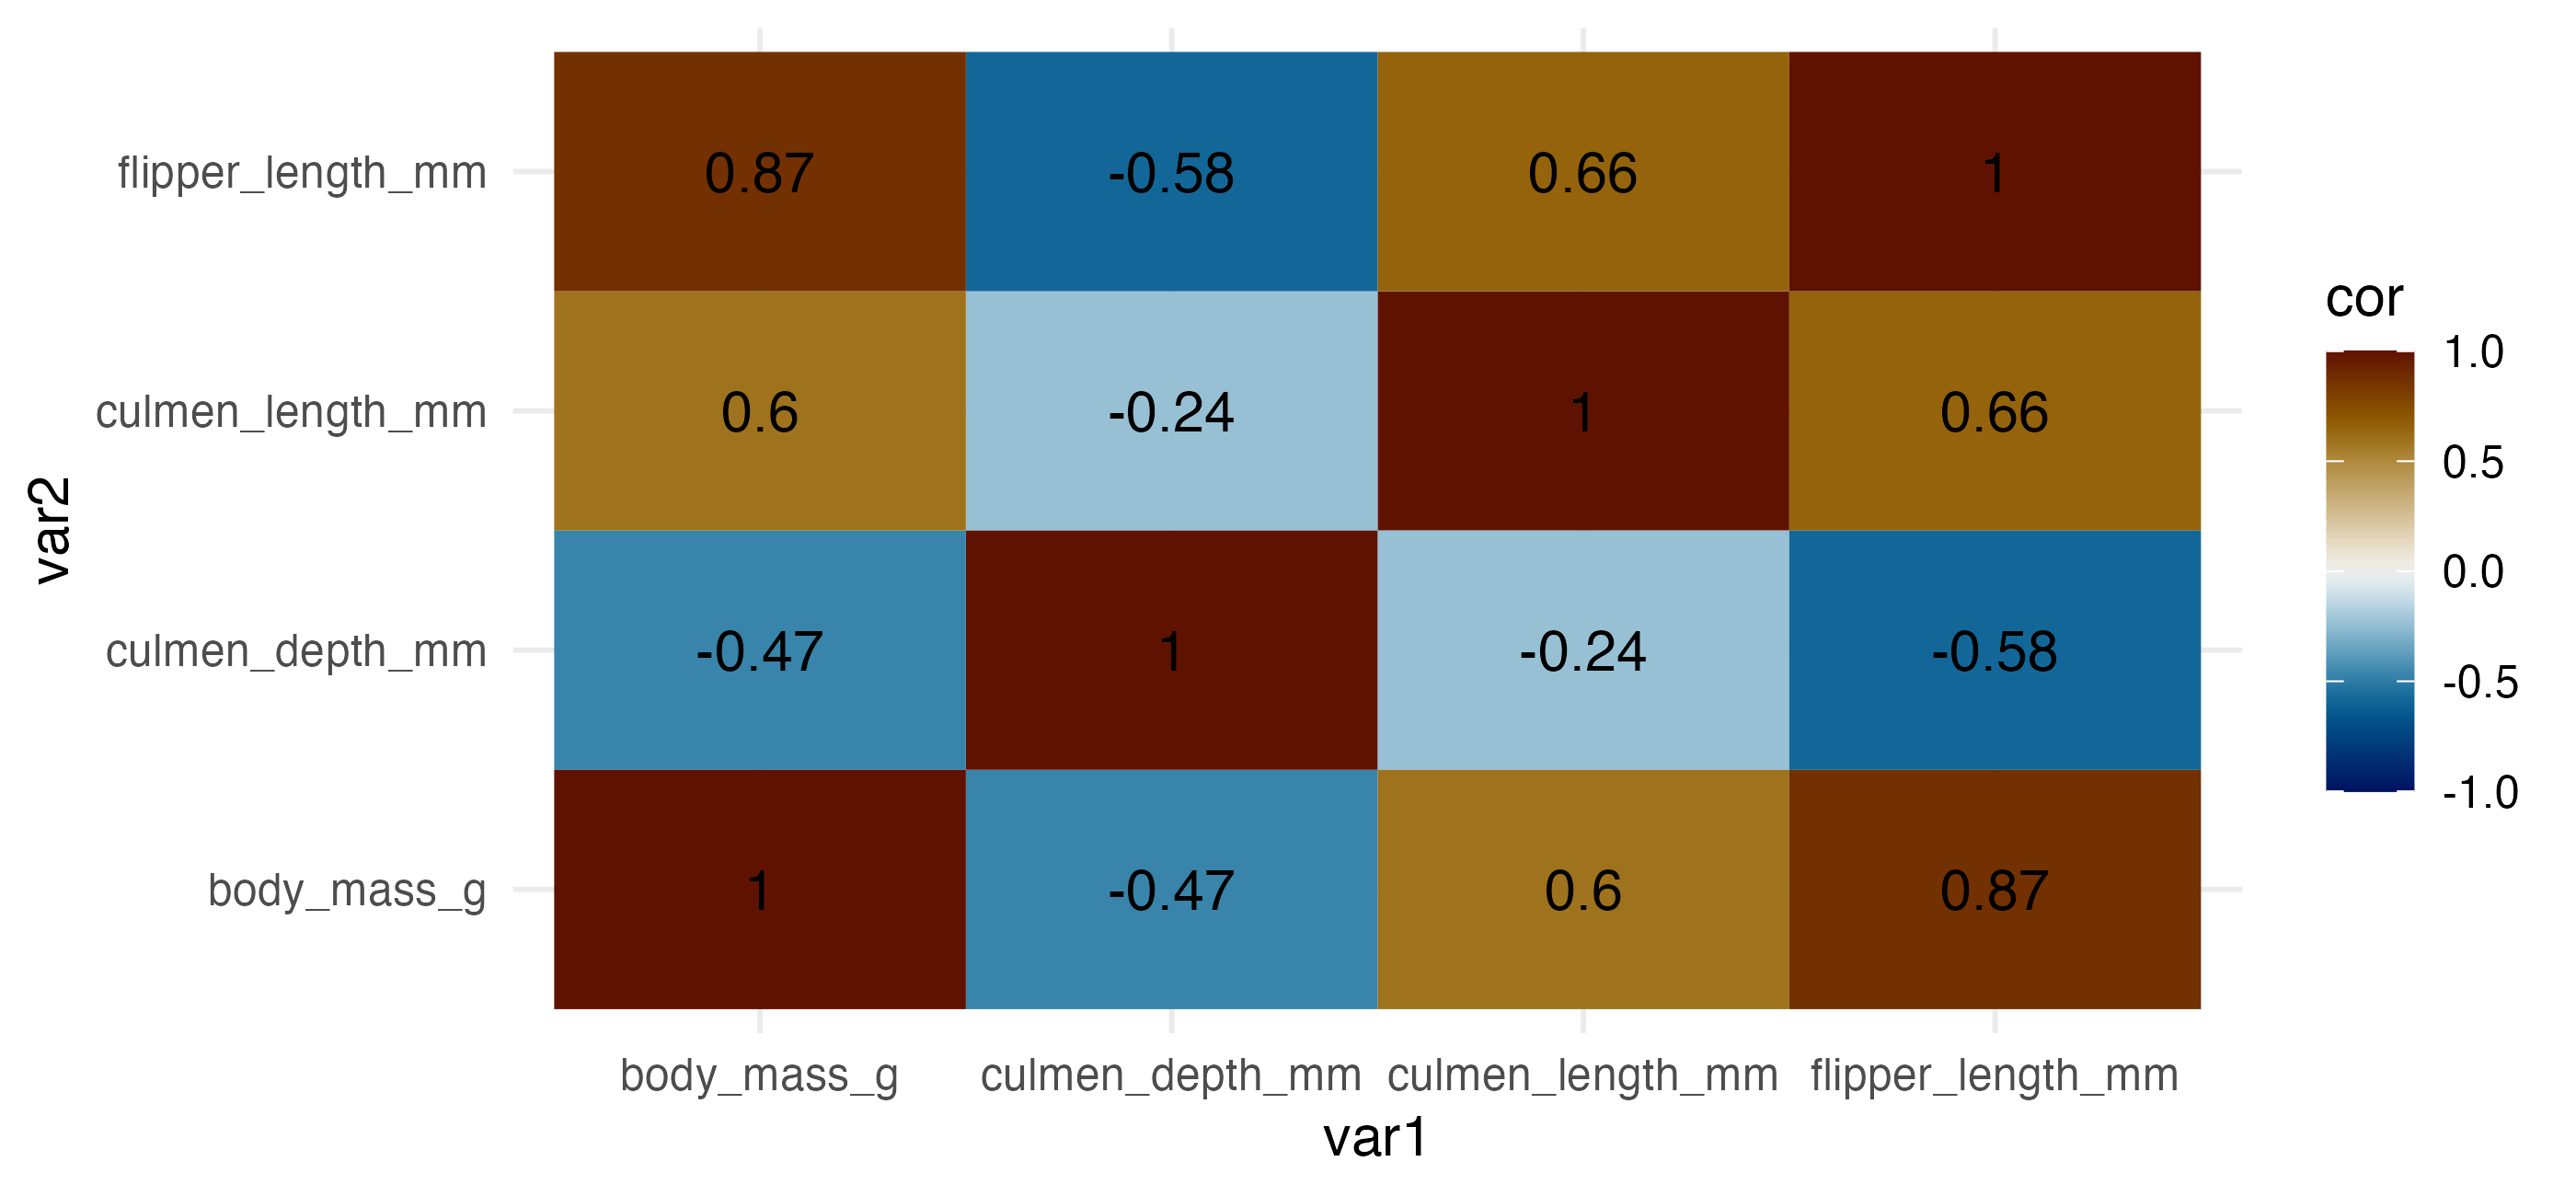 flipper_length_mm 0.87 -0.58 0.66 1
cor
1.0
culmen_length_mm 0.6 -0.24 1 0.66
0.5
var2
0.0
culmen_depth_mm -0.47 1 -0.24 -0.58
-0.5
-1.0
body_mass_g 1 -0.47 0.6 0.87
body_mass_g culmen_depth_mm culmen_length_mm flipper_length_mm
var1